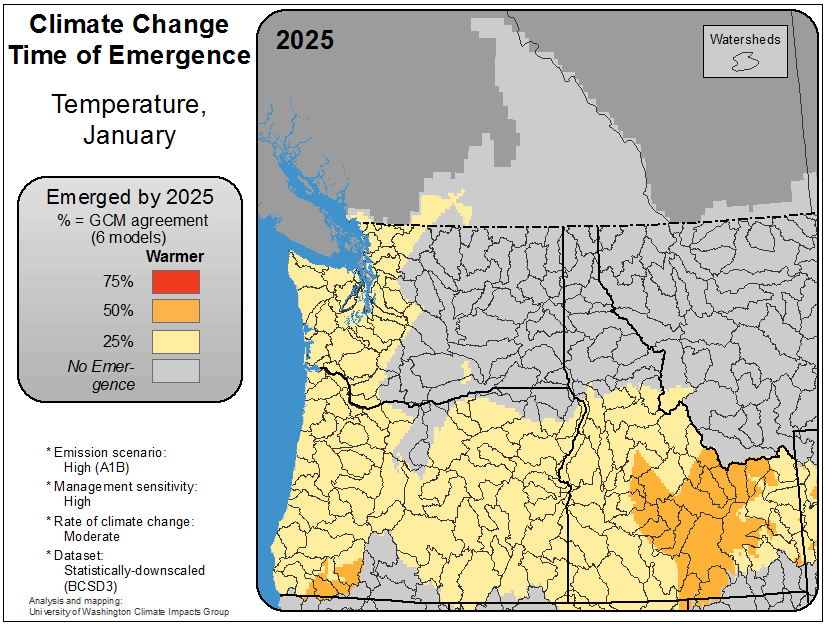 Climate Change
Time of Emergence
Temperature,
January
Emerged by 2025
% = GCM agreement
(6 models)
Warmer
75%
50%
25%
No Emer-
gence
* Emission scenario:
High (A1B)
* Management sensitivity:
High
* Rate of climate change:
Moderate
* Dataset:
Statistically-downscaled
(BCSD3)
Analysis and mapping:
University of Washington Climate Impacts Group
2025
Watersheds